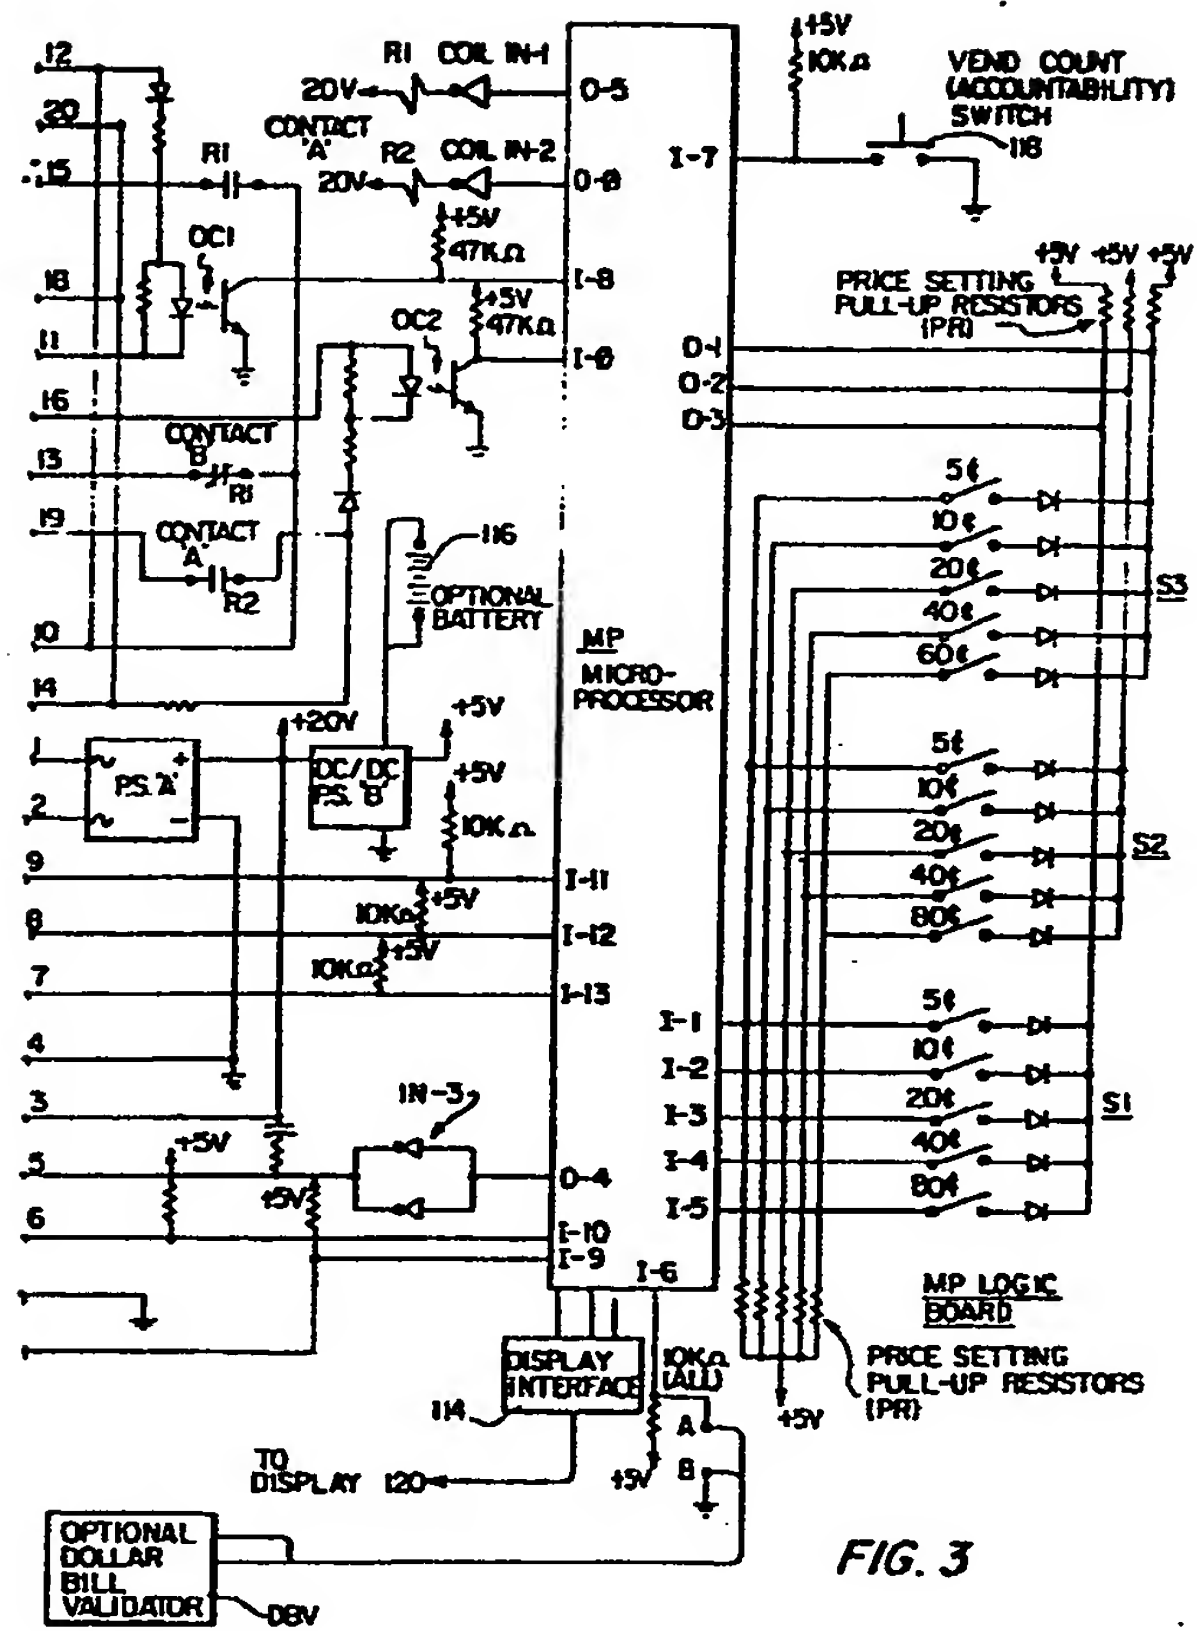 12
20
15
18
11
16
13
19
10
14
1
2
9
8
7
4
3
5
6
R1 COIL IN-1
20V
CONTACT
"A"
R2 COIL IN-2
20V
R1
OC1
+5V
47KΩ
+5V
47KΩ
OC2
CONTACT
"B"
R1
CONTACT
"A"
R2
116
OPTIONAL
BATTERY
+20V
P.S. "A"
+
-
DC/DC
P.S. "B"
+5V
+5V
10KΩ
+5V
10KΩ
+5V
10KΩ
IN-3
+5V
+5V
O-5
I-8
I-11
I-12
I-13
O-4
I-10
I-9
MP
MICRO-
PROCESSOR
I-7
O-1
O-2
O-3
I-1
I-2
I-3
I-4
I-5
I-6
+5V
10KΩ
VEND COUNT
(ACCOUNTABILITY)
SWITCH
118
+5V +5V +5V
PRICE SETTING
PULL-UP RESISTORS
(PR)
5¢
10¢
20¢
40¢
60¢
S3
5¢
10¢
20¢
40¢
80¢
S2
5¢
10¢
20¢
40¢
80¢
S1
MP LOGIC
BOARD
PRICE SETTING
PULL-UP RESISTORS
(PR)
+5V
DISPLAY
INTERFACE
114
10KΩ
(ALL)
A
B
+5V
TO
DISPLAY 120
OPTIONAL
DOLLAR
BILL
VALIDATOR
DBV
FIG. 3